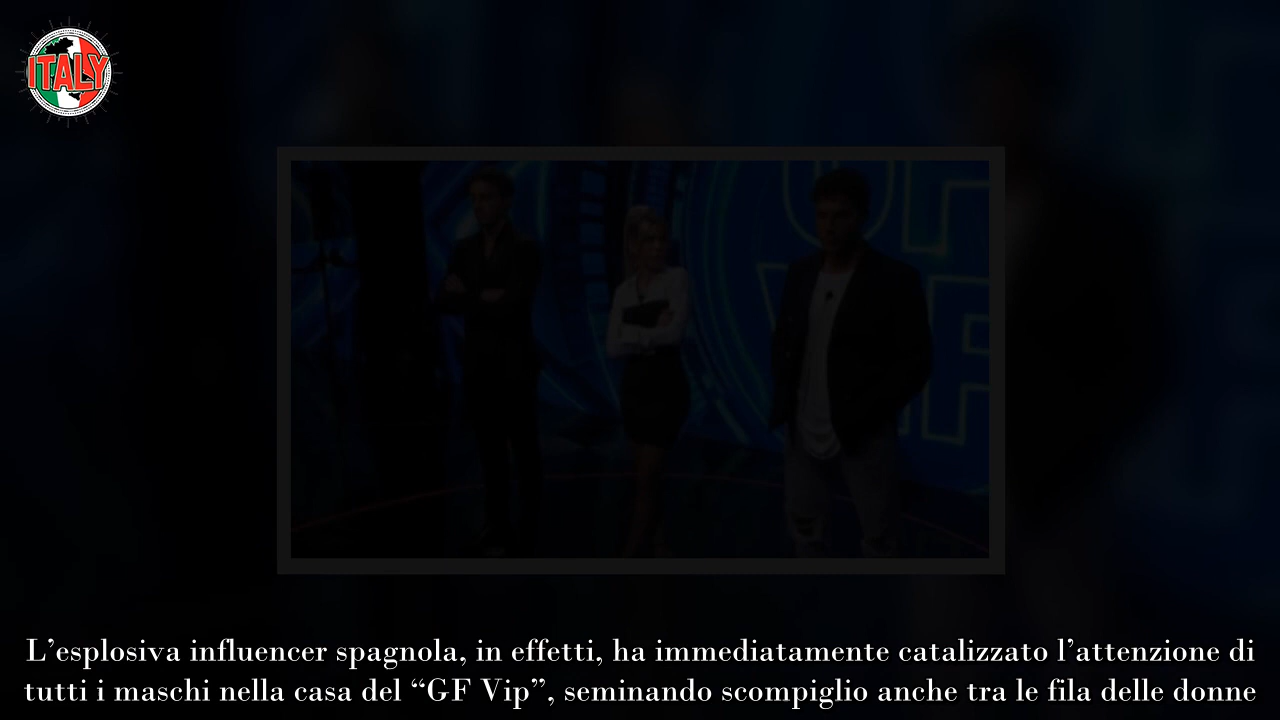 ITALY
L’esplosiva influencer spagnola, in effetti, ha immediatamente catalizzato l’attenzione di
tutti i maschi nella casa del “GF Vip”, seminando scompiglio anche tra le fila delle donne